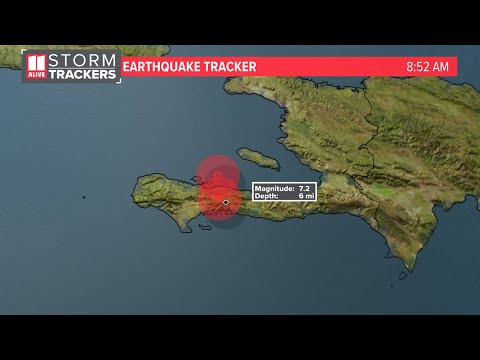 11 ALIVE
STORM TRACKERS
EARTHQUAKE TRACKER
8:52 AM
Magnitude: 7.2
Depth: 6 mi